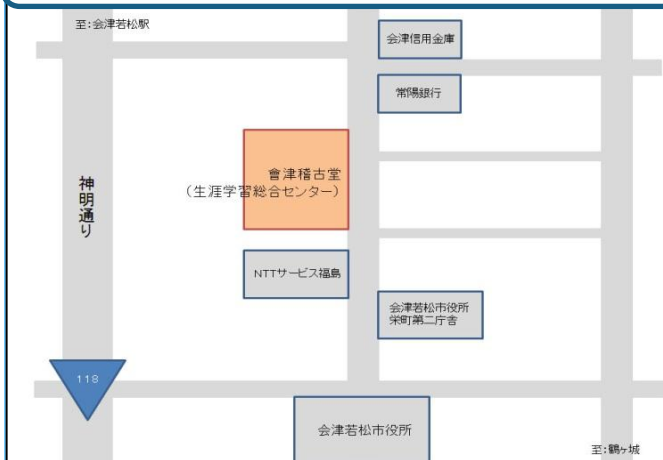 至:会津若松駅
会津信用金庫
常陽銀行
會津稽古堂
（生涯学習総合センター）
神明通り
NTTサービス福島
会津若松市役所
栄町第二庁舎
118
会津若松市役所
至:鶴ヶ城